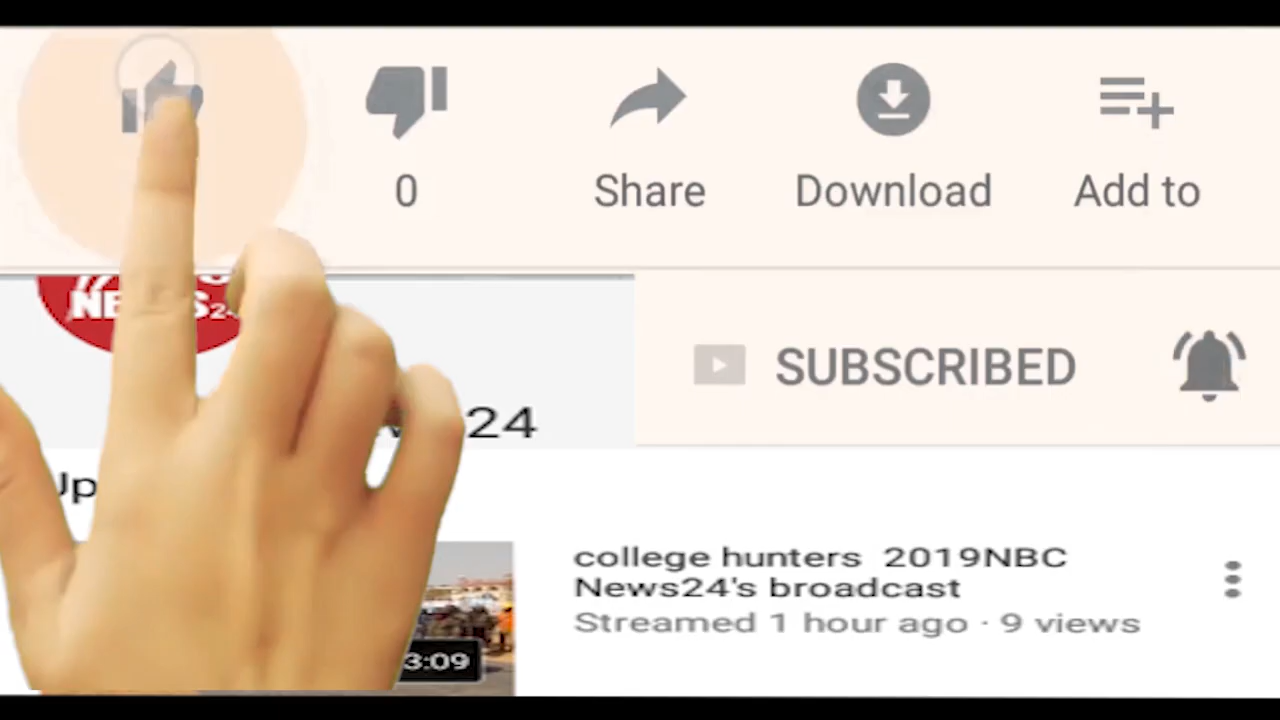 0
Share
Download
Add to
SUBSCRIBED
24
Up
college hunters 2019NBC
News24's broadcast
Streamed 1 hour ago · 9 views
3:09